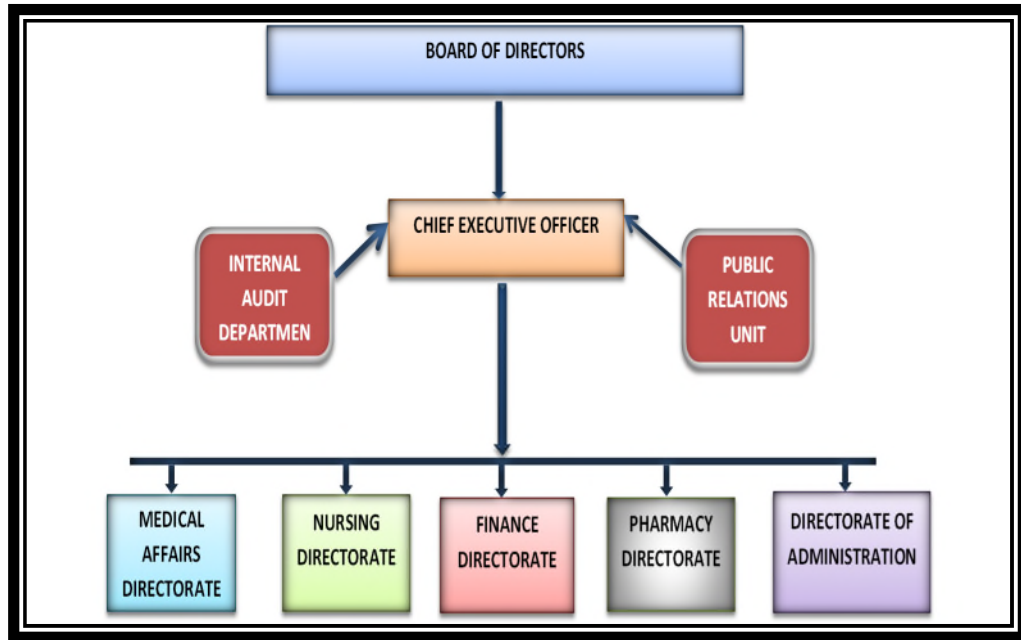 BOARD OF DIRECTORS
CHIEF EXECUTIVE OFFICER
INTERNAL
AUDIT
DEPARTMEN
PUBLIC
RELATIONS
UNIT
MEDICAL
AFFAIRS
DIRECTORATE
NURSING
DIRECTORATE
FINANCE
DIRECTORATE
PHARMACY
DIRECTORATE
DIRECTORATE OF
ADMINISTRATION